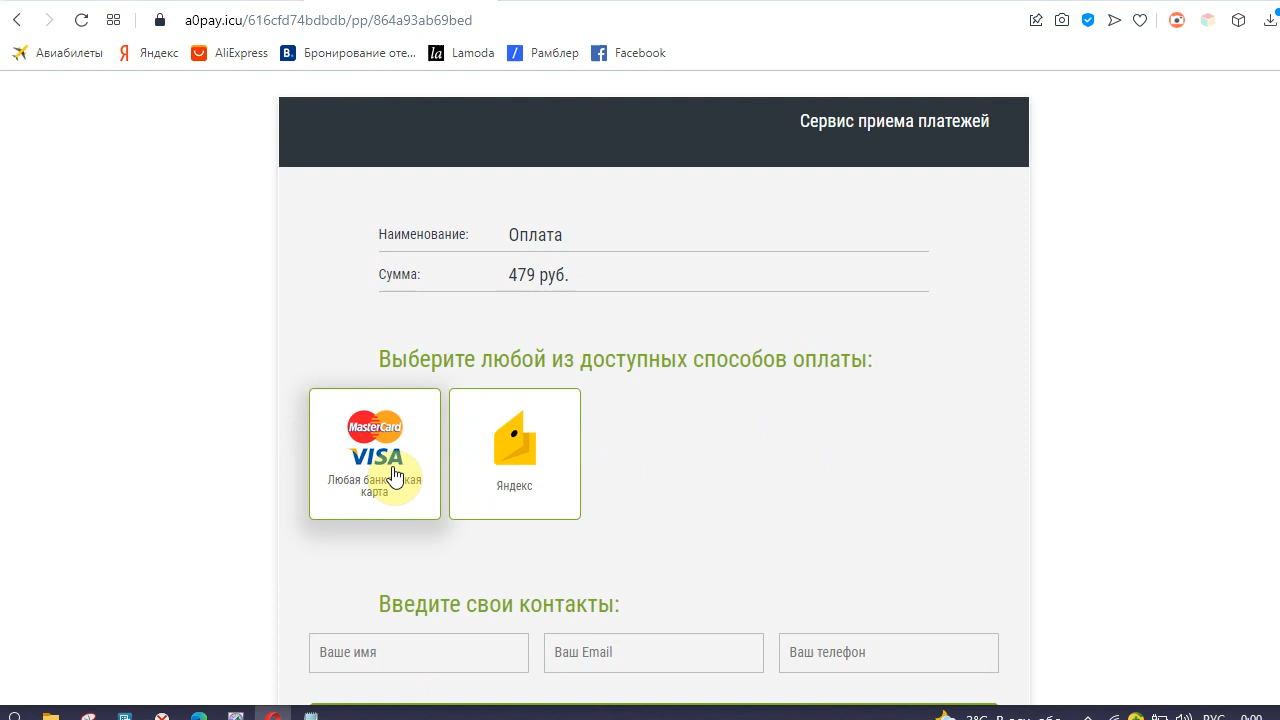 a0pay.icu/616cfd74bdbdb/pp/864a93ab69bed
Авиабилеты Яндекс AliExpress Бронирование оте... Lamoda Рамблер Facebook
Сервис приема платежей
Наименование: Оплата
Сумма: 479 руб.
Выберите любой из доступных способов оплаты:
MasterCard
VISA
Любая банковская
карта
Яндекс
Введите свои контакты:
Ваше имя Ваш Email Ваш телефон